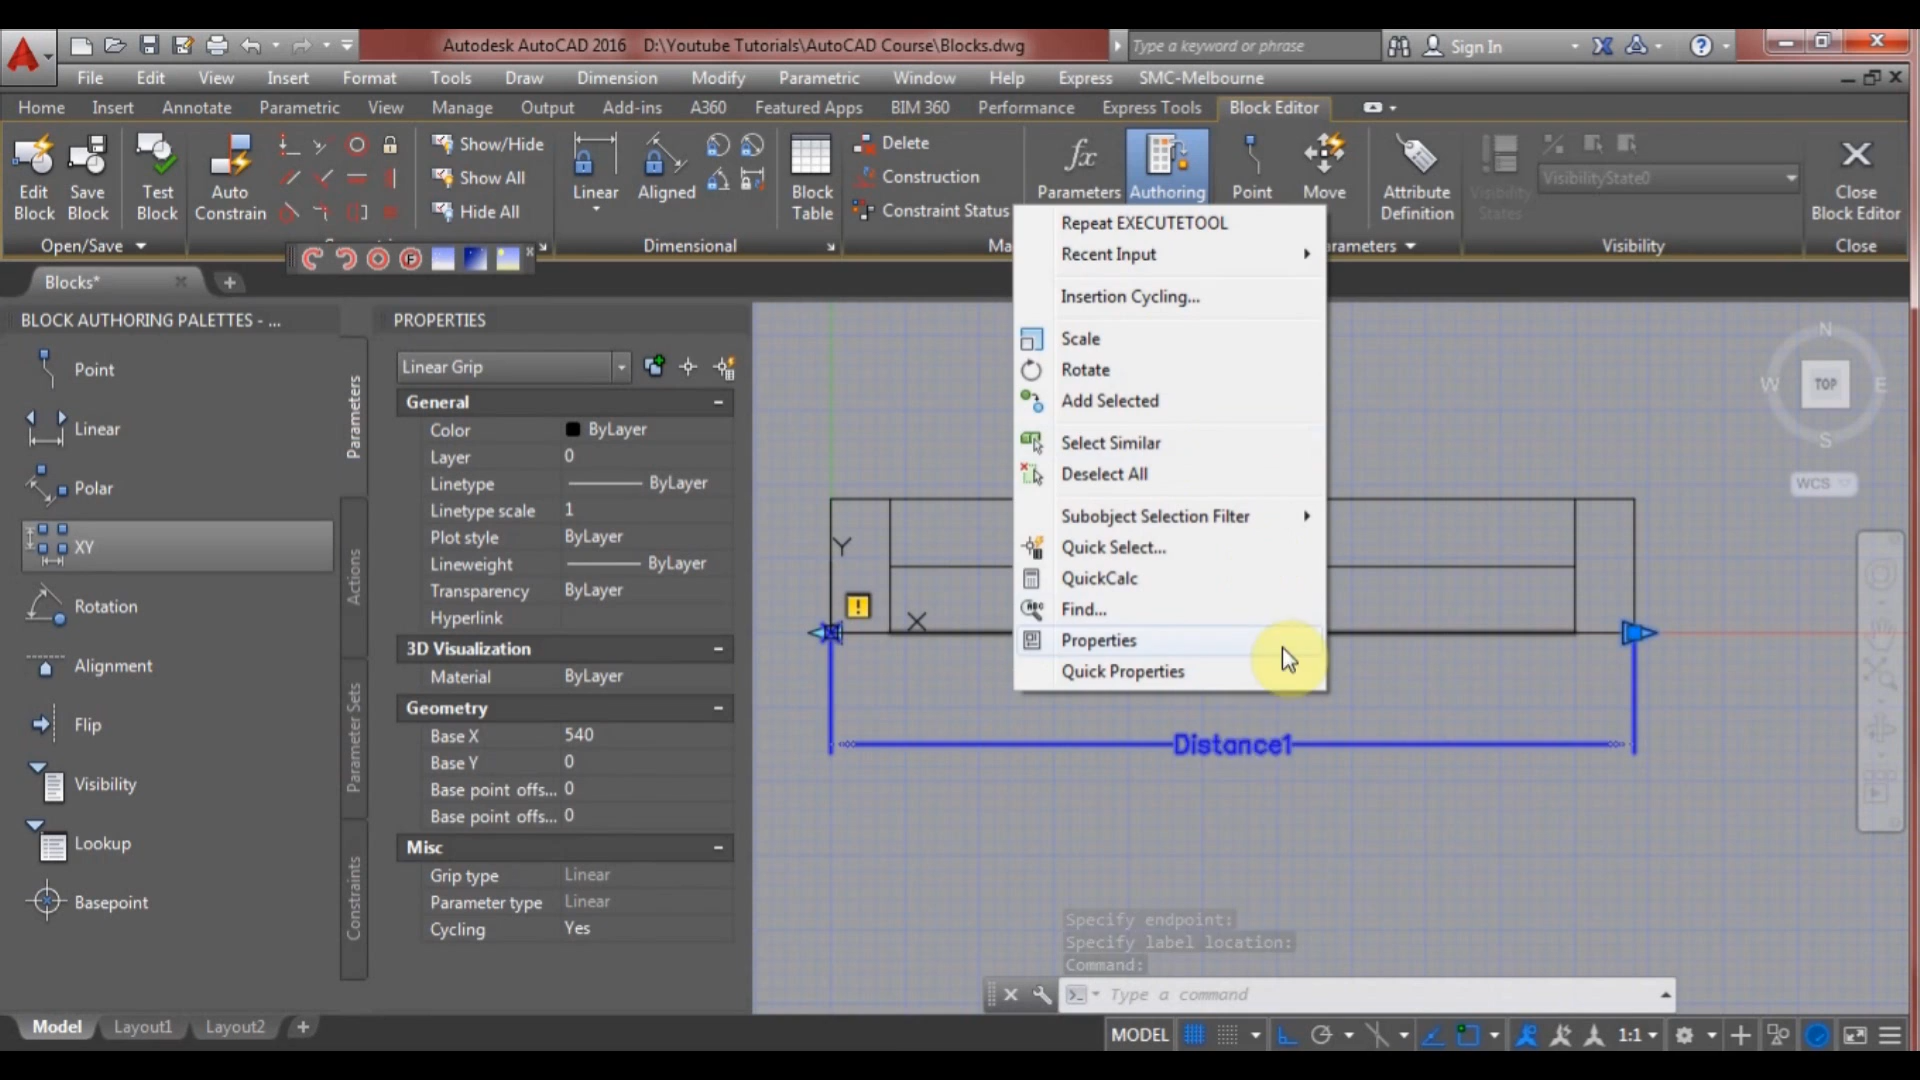 Autodesk AutoCAD 2016 D:\Youtube Tutorials\AutoCAD Course\Blocks.dwg
Type a keyword or phrase
Sign In
File Edit View Insert Format Tools Draw Dimension Modify Parametric Window Help Express SMC-Melbourne
Home Insert Annotate Parametric View Manage Output Add-ins A360 Featured Apps BIM 360 Performance Express Tools Block Editor
Edit Block
Save Block
Test Block
Auto Constrain
Show/Hide
Show All
Hide All
Linear
Aligned
Block Table
Delete
Construction
Constraint Status
fx
Parameters
Authoring
Point
Move
Attribute Definition
Visibility States
VisibilityState0
Close Block Editor
Open/Save
Dimensional
Visibility
Close
Blocks*
BLOCK AUTHORING PALETTES - ...
Point
Linear
Polar
XY
Rotation
Alignment
Flip
Visibility
Lookup
Basepoint
Parameters
Actions
Parameter Sets
Constraints
PROPERTIES
Linear Grip
General
Color ByLayer
Layer 0
Linetype ByLayer
Linetype scale 1
Plot style ByLayer
Lineweight ByLayer
Transparency ByLayer
Hyperlink
3D Visualization
Material ByLayer
Geometry
Base X 540
Base Y 0
Base point offs... 0
Base point offs... 0
Misc
Grip type Linear
Parameter type Linear
Cycling Yes
Repeat EXECUTETOOL
Recent Input
Insertion Cycling...
Scale
Rotate
Add Selected
Select Similar
Deselect All
Subobject Selection Filter
Quick Select...
QuickCalc
Find...
Properties
Quick Properties
N
W TOP E
S
WCS
Y
!
X
Distance1
Specify endpoint:
Specify label location:
Command:
Type a command
Model Layout1 Layout2
MODEL
1:1